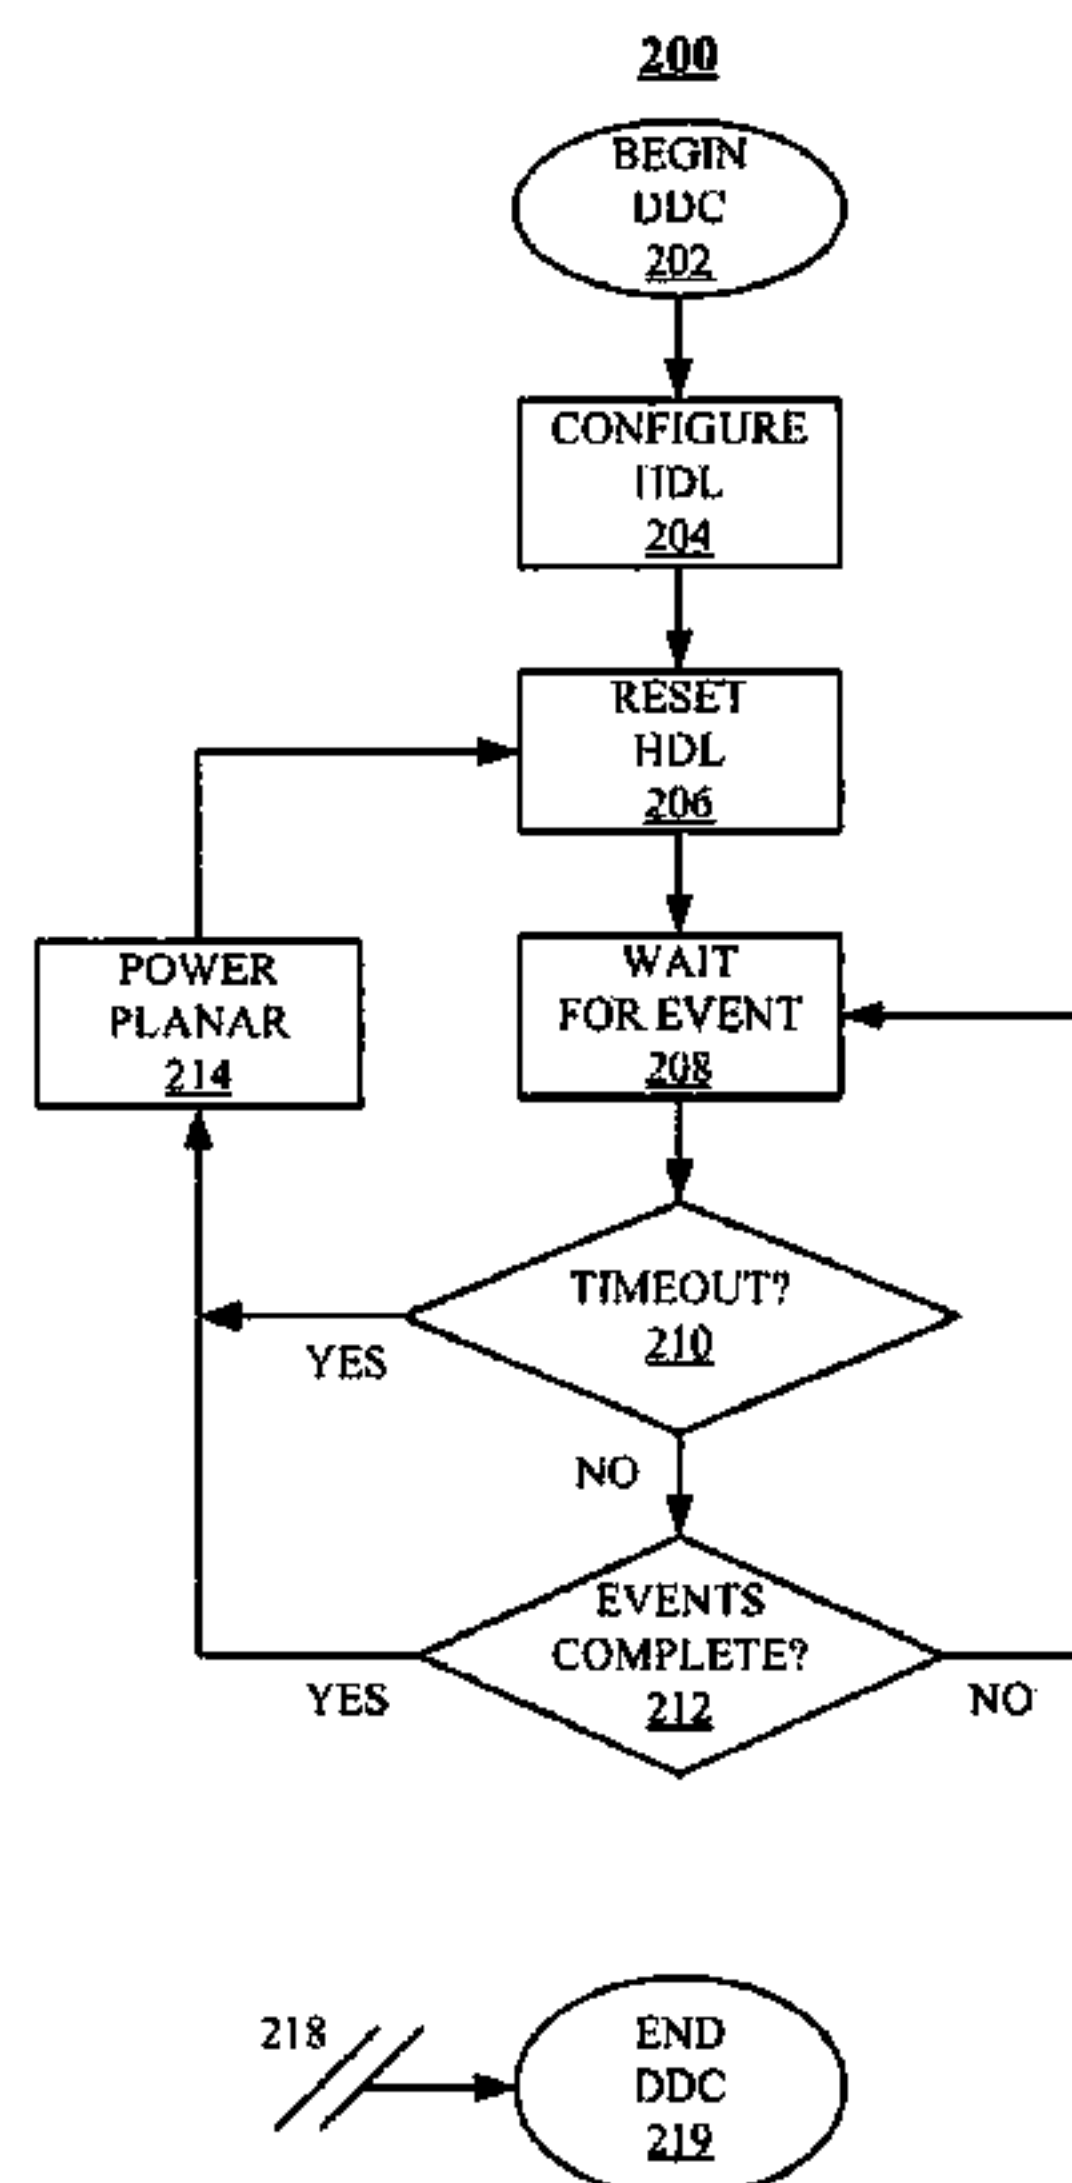 200
BEGIN
DDC
202
CONFIGURE
HDL
204
RESET
HDL
206
POWER
PLANAR
214
WAIT
FOR EVENT
208
TIMEOUT?
210
YES
NO
EVENTS
COMPLETE?
212
YES
NO
218
END
DDC
219